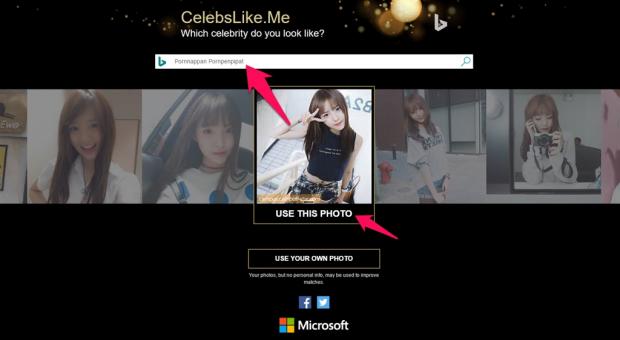 CelebsLike.Me
Which celebrity do you look like?
Pornnappan Pornpenpipat
USE THIS PHOTO
USE YOUR OWN PHOTO
Your photos, but no personal info, may be used to improve
matches.
Microsoft